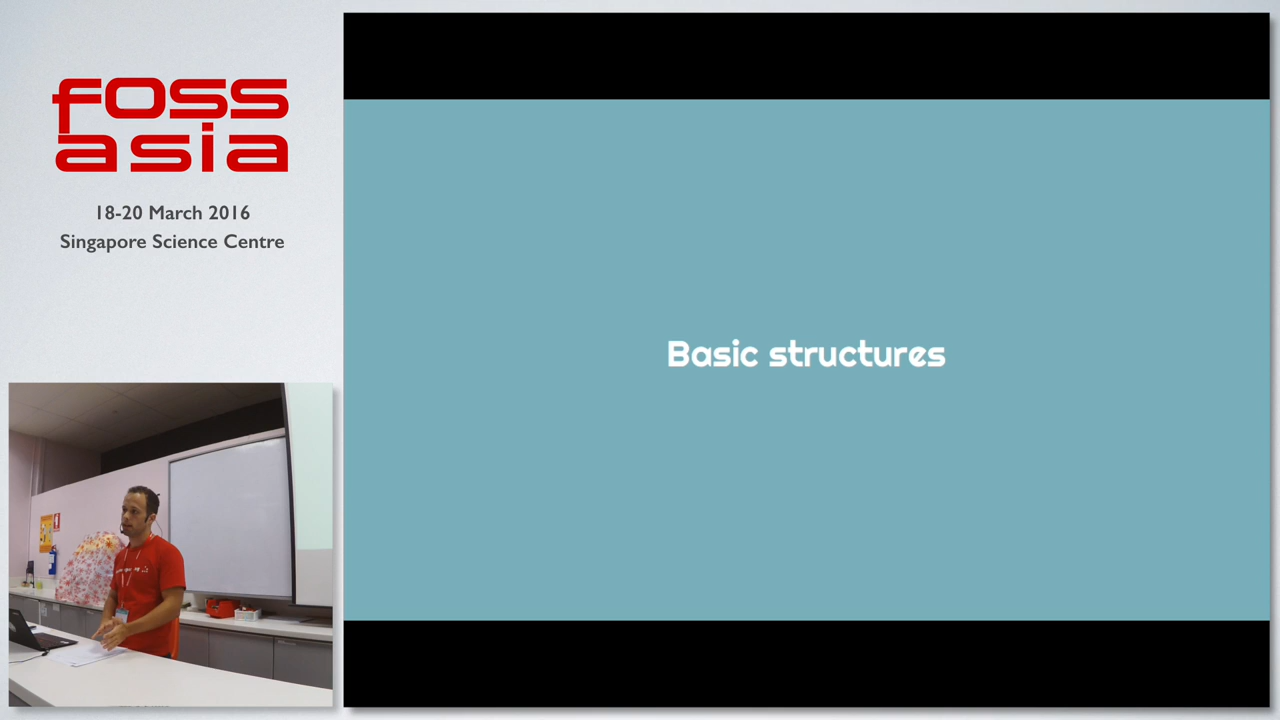 foss
asia
18-20 March 2016
Singapore Science Centre
Basic structures